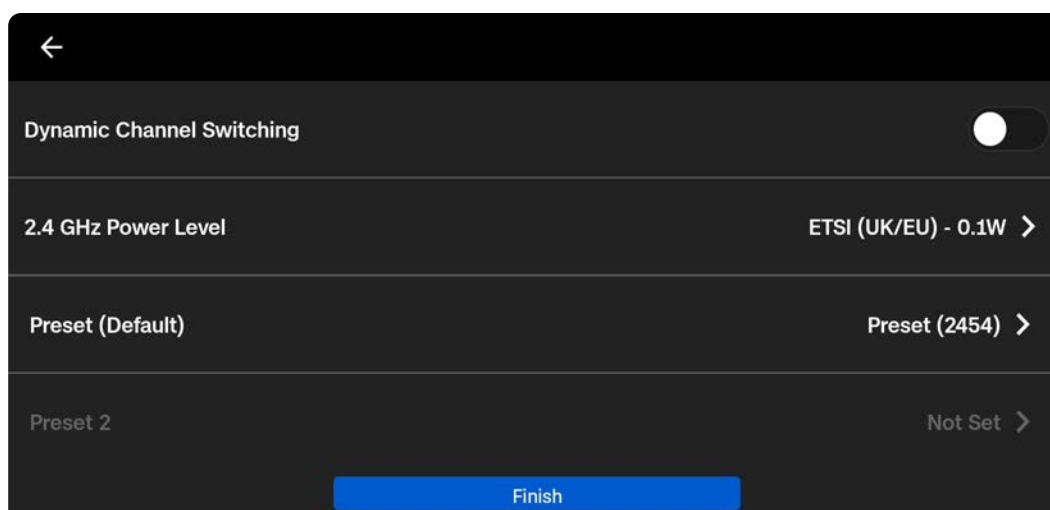 Dynamic Channel Switching
2.4 GHz Power Level ETSI (UK/EU) - 0.1W
Preset (Default) Preset (2454)
Preset 2 Not Set
Finish